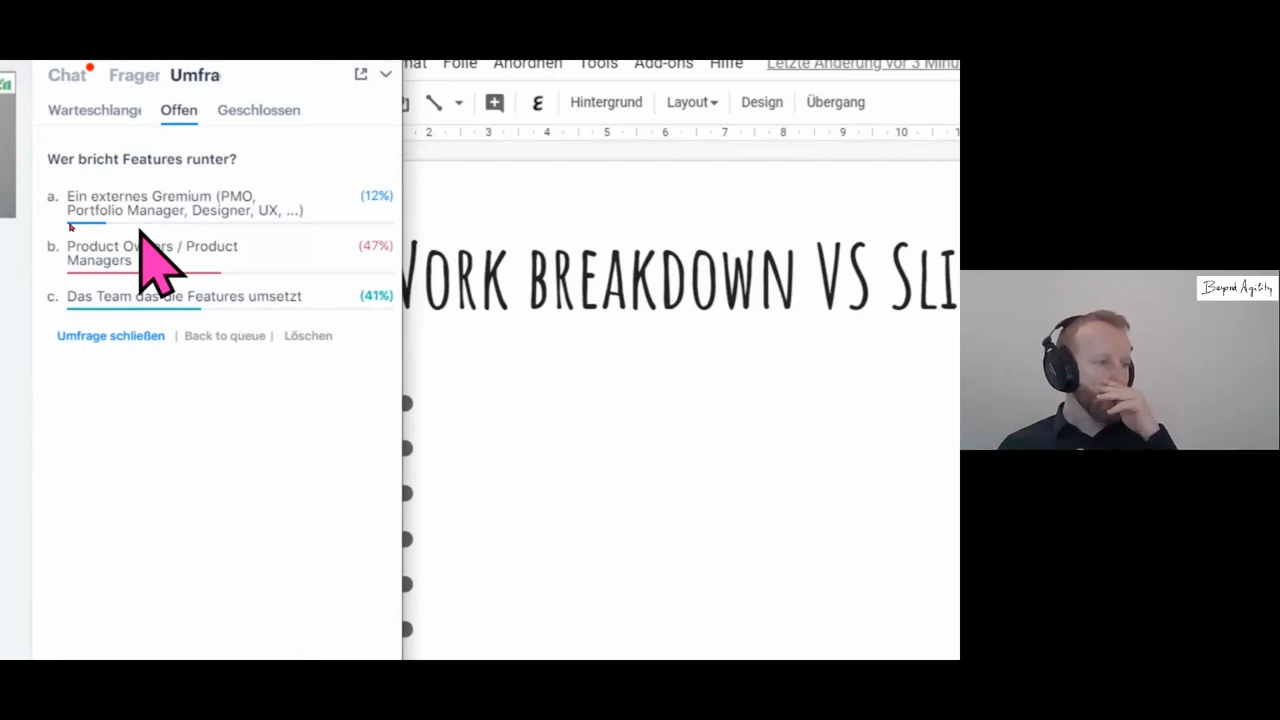 Chat Frager Umfra
Folie Anordnen Tools Add-ons Hilfe Letzte Änderung vor 3 Minu
Warteschlange Offen Geschlossen
Hintergrund Layout Design Übergang
2 3 4 5 6 7 8 9 10
Wer bricht Features runter?
a. Ein externes Gremium (PMO, (12%)
Portfolio Manager, Designer, UX, ...)
b. Product Owners / Product (47%)
Managers
c. Das Team das die Features umsetzt (41%)
Umfrage schließen | Back to queue | Löschen
Work breakdown VS Sli
Beyond Agility